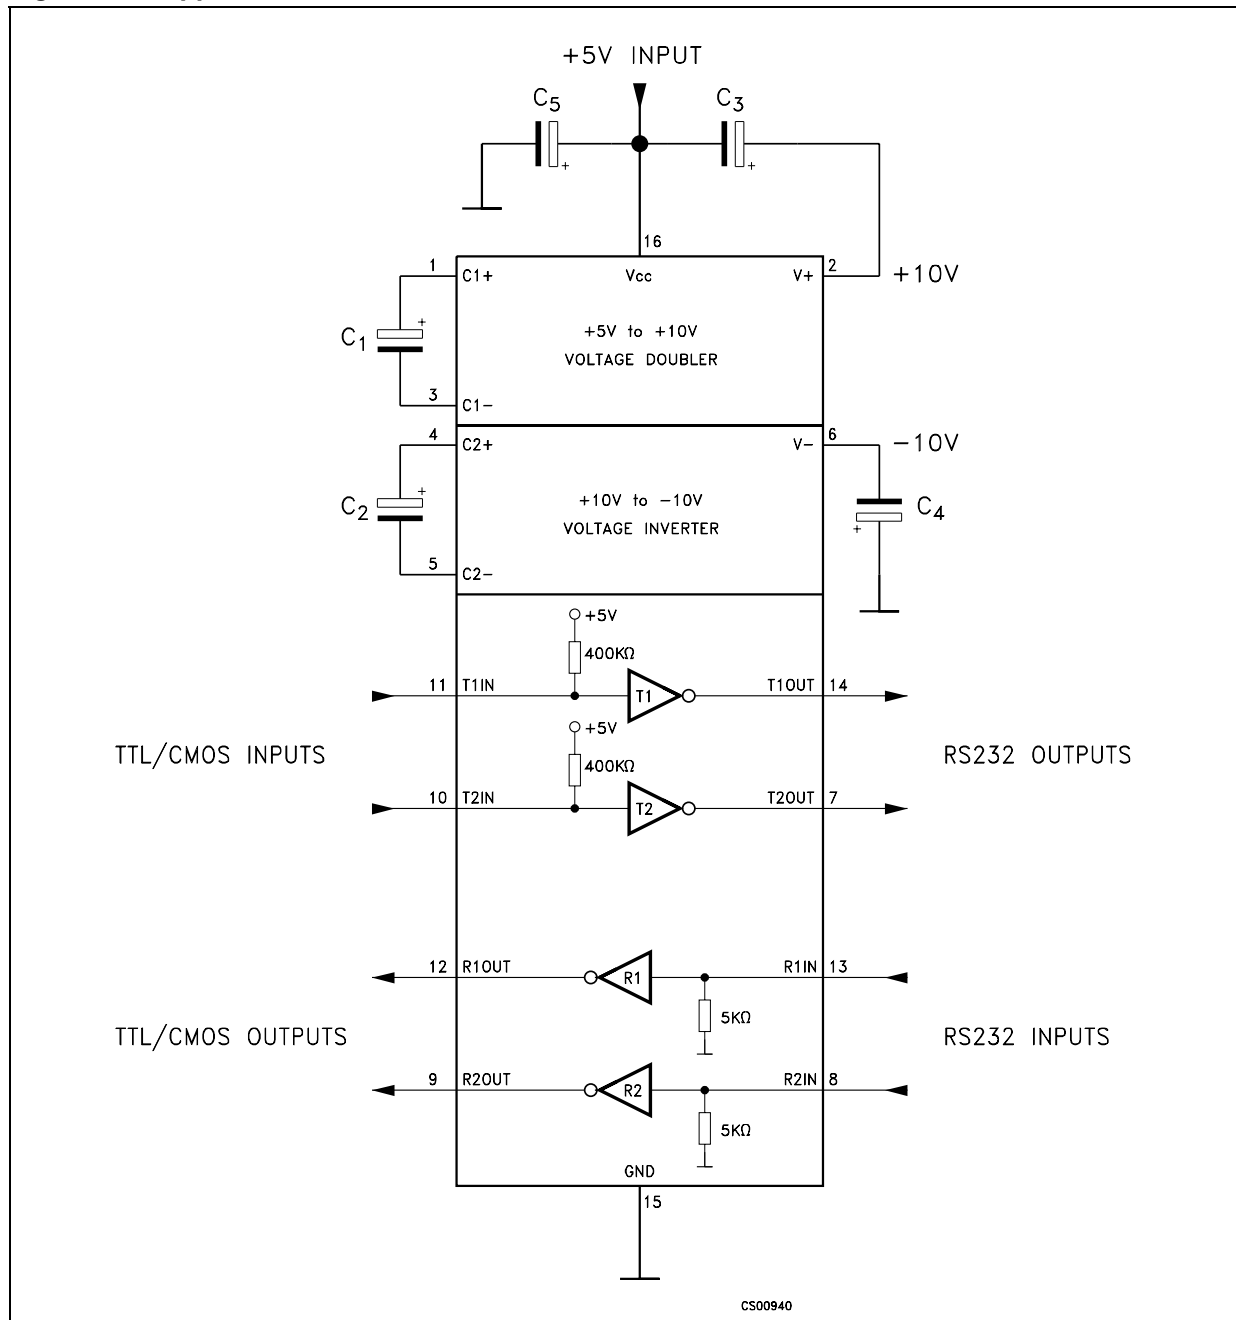 +5V INPUT
C5 C3
+ +
16
1 C1+ Vcc V+ 2 +10V
+5V to +10V
C1 +
VOLTAGE DOUBLER
3 C1-
4 C2+ V- 6 -10V
+10V to -10V
C2 + C4
VOLTAGE INVERTER +
5 C2-
+5V
400KΩ
11 T1IN T1 T1OUT 14
+5V
TTL/CMOS INPUTS RS232 OUTPUTS
400KΩ
10 T2IN T2 T2OUT 7
12 R1OUT R1 R1IN 13
5KΩ
TTL/CMOS OUTPUTS RS232 INPUTS
9 R2OUT R2 R2IN 8
5KΩ
GND
15
CS00940